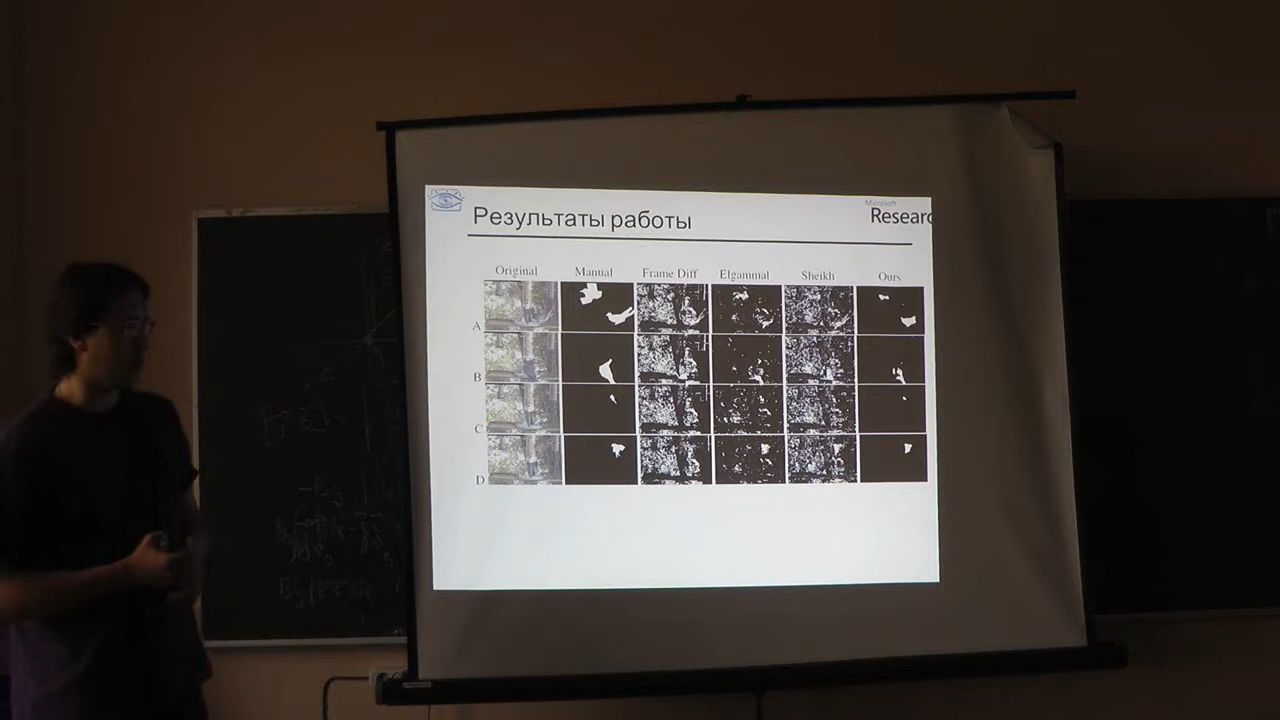 Результаты работы
Microsoft
Researc
Original Manual Frame Diff Elgammal Sheikh Ours
A
B
C
D